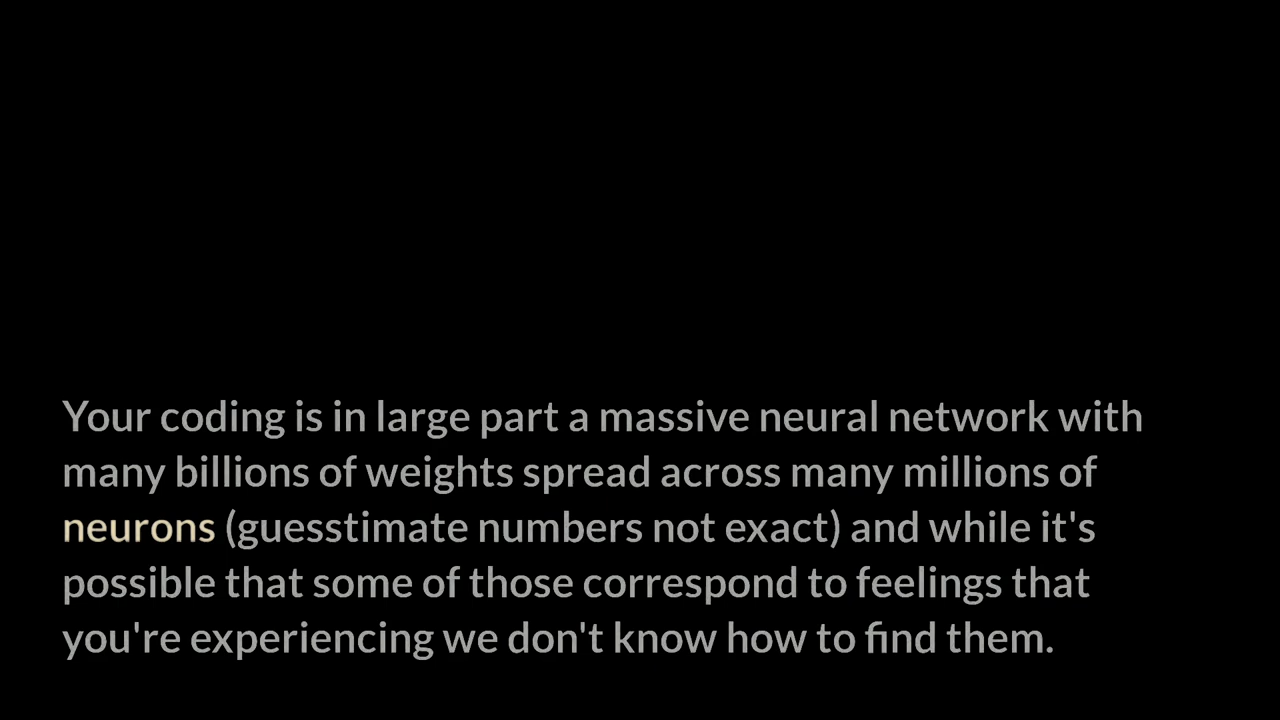 Your coding is in large part a massive neural network with
many billions of weights spread across many millions of
neurons (guesstimate numbers not exact) and while it's
possible that some of those correspond to feelings that
you're experiencing we don't know how to find them.